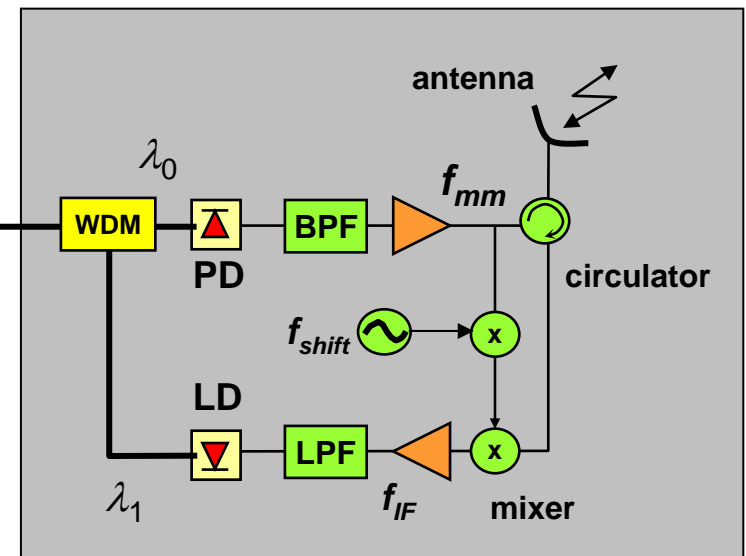 antenna
λ0
fmm
WDM
BPF
PD
circulator
fshift
x
LD
LPF
x
λ1
fIF
mixer